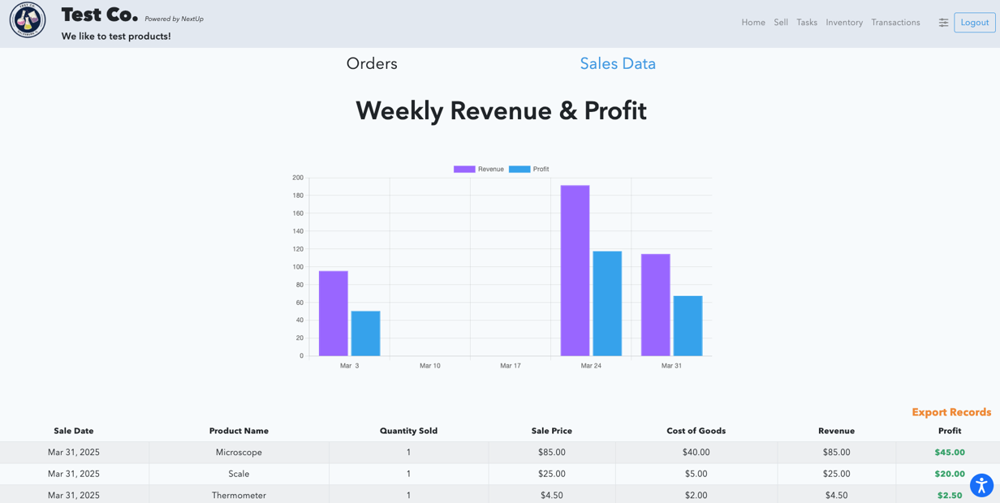 Test Co. Powered by NextUp
We like to test products!
Home Sell Tasks Inventory Transactions Logout
Orders Sales Data
Weekly Revenue & Profit
Revenue Profit
200
180
160
140
120
100
80
60
40
20
0
Mar 3 Mar 10 Mar 17 Mar 24 Mar 31
Export Records
Sale Date Product Name Quantity Sold Sale Price Cost of Goods Revenue Profit
Mar 31, 2025 Microscope 1 $85.00 $40.00 $85.00 $45.00
Mar 31, 2025 Scale 1 $25.00 $5.00 $25.00 $20.00
Mar 31, 2025 Thermometer 1 $4.50 $2.00 $4.50 $2.50